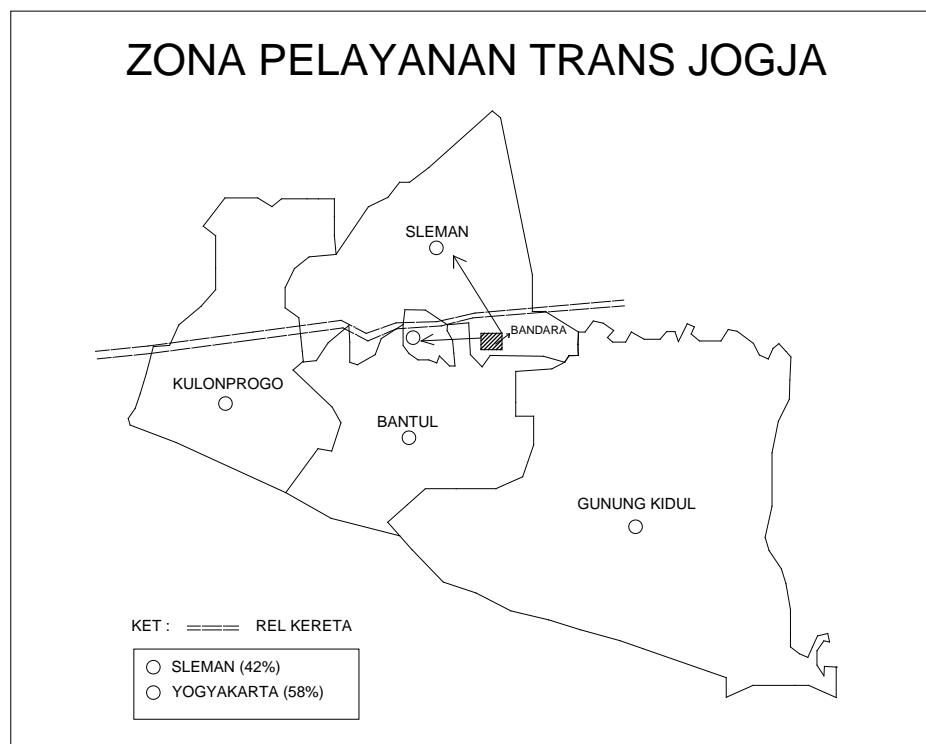 ZONA PELAYANAN TRANS JOGJA
SLEMAN
BANDARA
KULONPROGO
BANTUL
GUNUNG KIDUL
KET : REL KERETA
SLEMAN (42%)
YOGYAKARTA (58%)